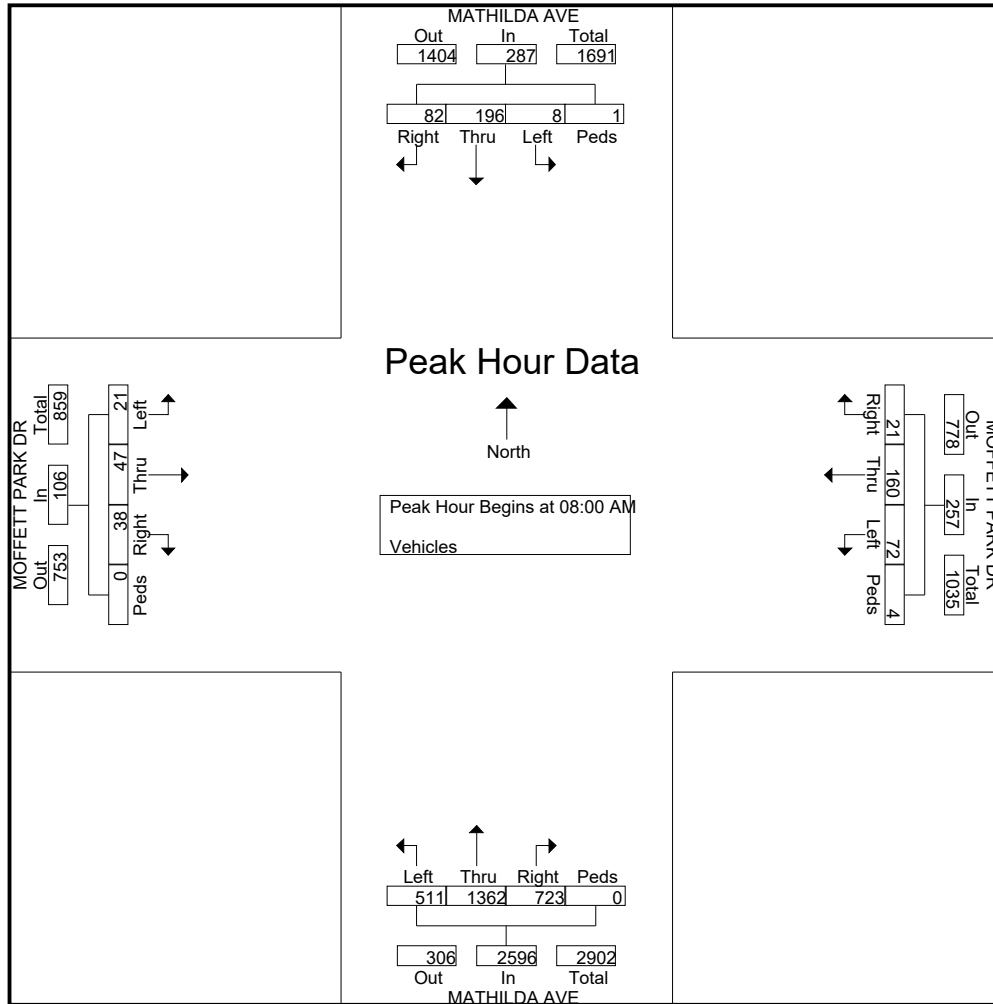 MATHILDA AVE
Out In Total
1404 287 1691
82 196 8 1
Right Thru Left Peds
Peak Hour Data
North
Peak Hour Begins at 08:00 AM
Vehicles
MOFFETT PARK DR
Out In Total
753 106 859
Left Thru Right Peds
21 47 38 0
MOFFETT PARK DR
Out In Total
778 257 1035
Right Thru Left Peds
21 160 72 4
Left Thru Right Peds
511 1362 723 0
306 2596 2902
Out In Total
MATHILDA AVE